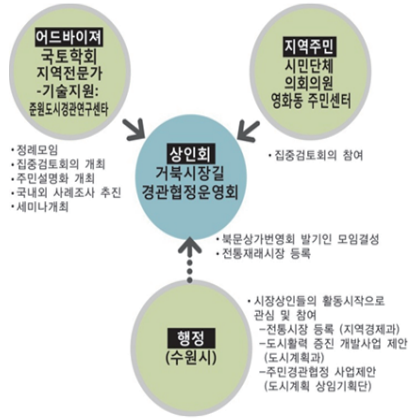 어드바이져
국토학회
지역전문가
-기술지원:
준원도시경관연구센타
지역주민
시민단체
의회의원
영화동 주민센터
• 정례모임
• 집중검토회의 개최
• 주민설명화 개최
• 국내외 사례조사 추진
• 세미나개최
상인회
거북시장길
경관협정운영회
• 집중검토회의 참여
• 북문상가번영회 발기인 모임결성
• 전통재래시장 등록
행정
(수원시)
• 시장상인들의 활동시작으로
관심 및 참여
-전통시장 등록 (지역경제과)
-도시활력 증진 개발사업 제안
(도시계획과)
-주민경관협정 사업제안
(도시계획 상임기획단)